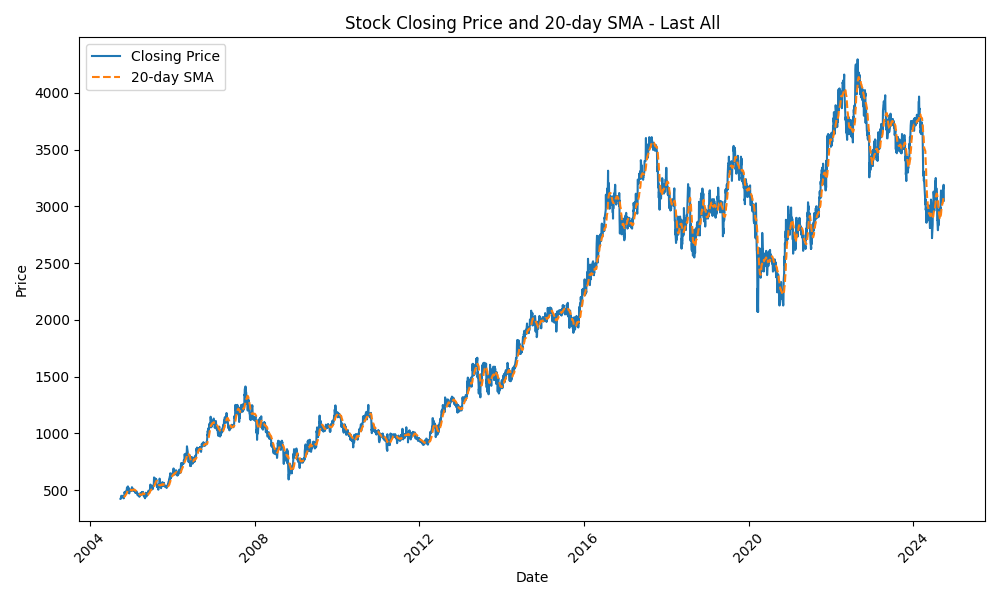 Stock Closing Price and 20-day SMA - Last All
Closing Price
20-day SMA
Price
4000
3500
3000
2500
2000
1500
1000
500
2004
2008
2012
2016
2020
2024
Date